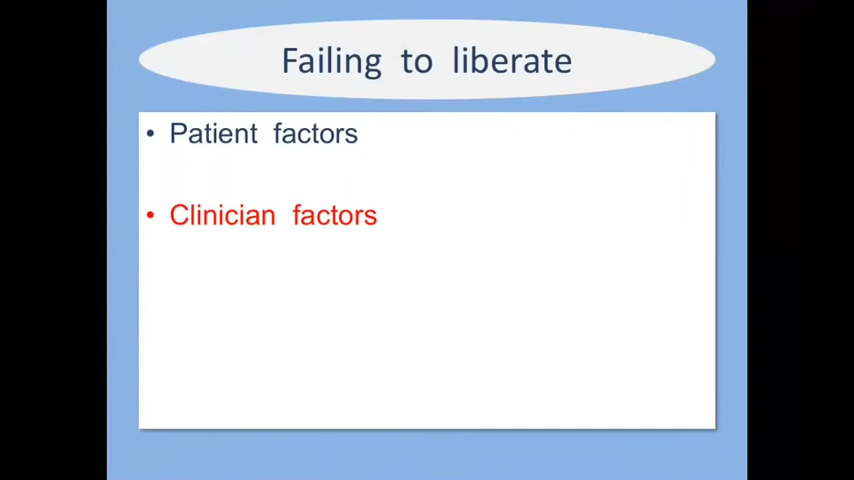 Failing to liberate
• Patient factors
• Clinician factors